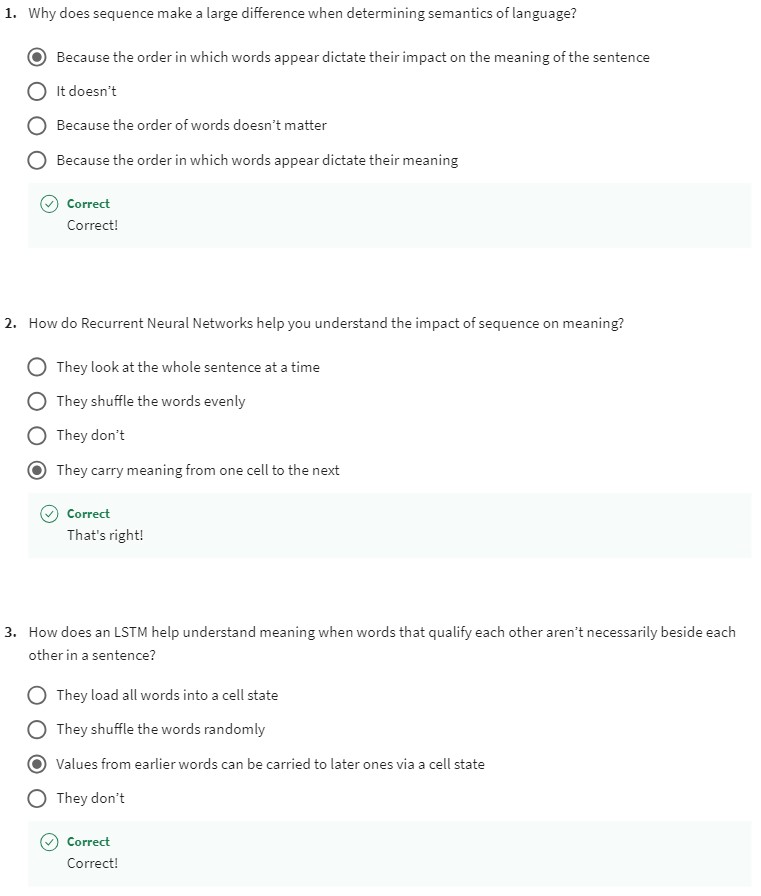 1. Why does sequence make a large difference when determining semantics of language?
Because the order in which words appear dictate their impact on the meaning of the sentence
It doesn't
Because the order of words doesn't matter
Because the order in which words appear dictate their meaning
Correct
Correct!
2. How do Recurrent Neural Networks help you understand the impact of sequence on meaning?
They look at the whole sentence at a time
They shuffle the words evenly
They don't
They carry meaning from one cell to the next
Correct
That's right!
3. How does an LSTM help understand meaning when words that qualify each other aren't necessarily beside each
other in a sentence?
They load all words into a cell state
They shuffle the words randomly
Values from earlier words can be carried to later ones via a cell state
They don't
Correct
Correct!